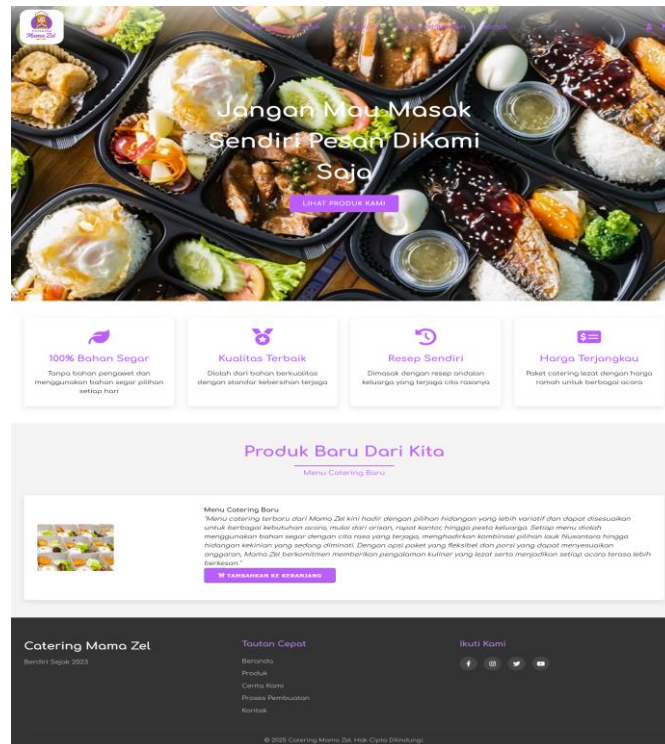 Mama Zel
Jangan Mau Masak
Sendiri Pesan DiKami
Saja
LIHAT PRODUK KAMI
100% Bahan Segar
Tanpa bahan pengawet dan
menggunakan bahan segar pilihan
setiap hari
Kualitas Terbaik
Diolah dari bahan berkualitas
dengan standar kebersihan terjaga
Resep Sendiri
Dimasak dengan resep andalan
keluarga yang terjaga cita rasanya
Harga Terjangkau
Paket catering lezat dengan harga
ramah untuk berbagai acara
Produk Baru Dari Kita
Menu Catering Baru
Menu Catering Baru
"Menu catering terbaru dari Mama Zel kini hadir dengan pilihan hidangan yang lebih variatif dan dapat disesuaikan
untuk berbagai kebutuhan acara, mulai dari arisan, rapat kantor, hingga pesta keluarga. Setiap menu diolah
menggunakan bahan segar dengan cita rasa yang terjaga, menghadirkan kombinasi pilihan lauk Nusantara hingga
hidangan kekinian yang sedang diminati. Dengan opsi paket yang fleksibel dan porsi yang dapat menyesuaikan
anggaran, Mama Zel berkomitmen memberikan pengalaman kuliner yang lezat serta menjadikan setiap acara terasa lebih
berkesan."
TAMBAHKAN KE KERANJANG
Catering Mama Zel
Berdiri Sejak 2023
Tautan Cepat
Beranda
Produk
Cerita Kami
Proses Pembuatan
Kontak
Ikuti Kami
© 2025 Catering Mama Zel. Hak Cipta Dilindungi.